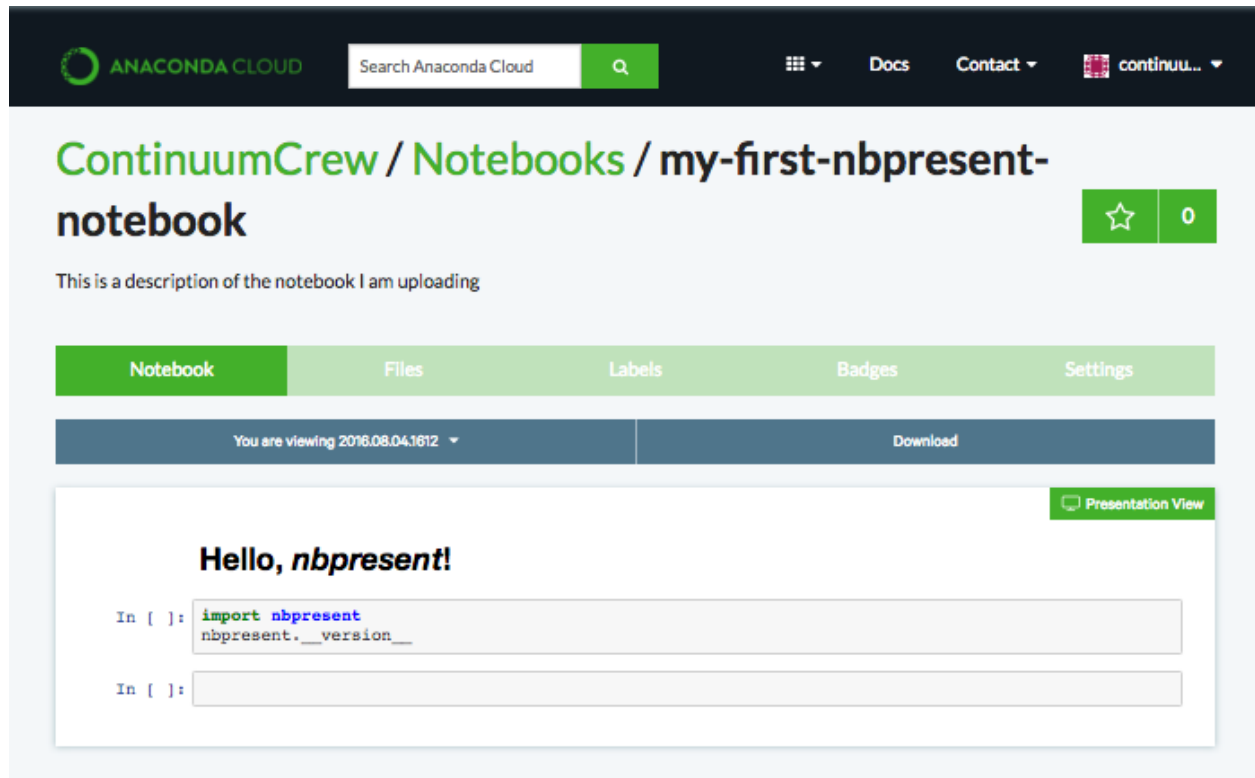 ANACONDA CLOUD Search Anaconda Cloud Docs Contact continuu...
ContinuumCrew / Notebooks / my-first-nbpresent-
notebook
0
This is a description of the notebook I am uploading
Notebook Files Labels Badges Settings
You are viewing 2016.08.04.1612 Download
Presentation View
Hello, nbpresent!
In [ ]: import nbpresent
nbpresent.__version__
In [ ]: